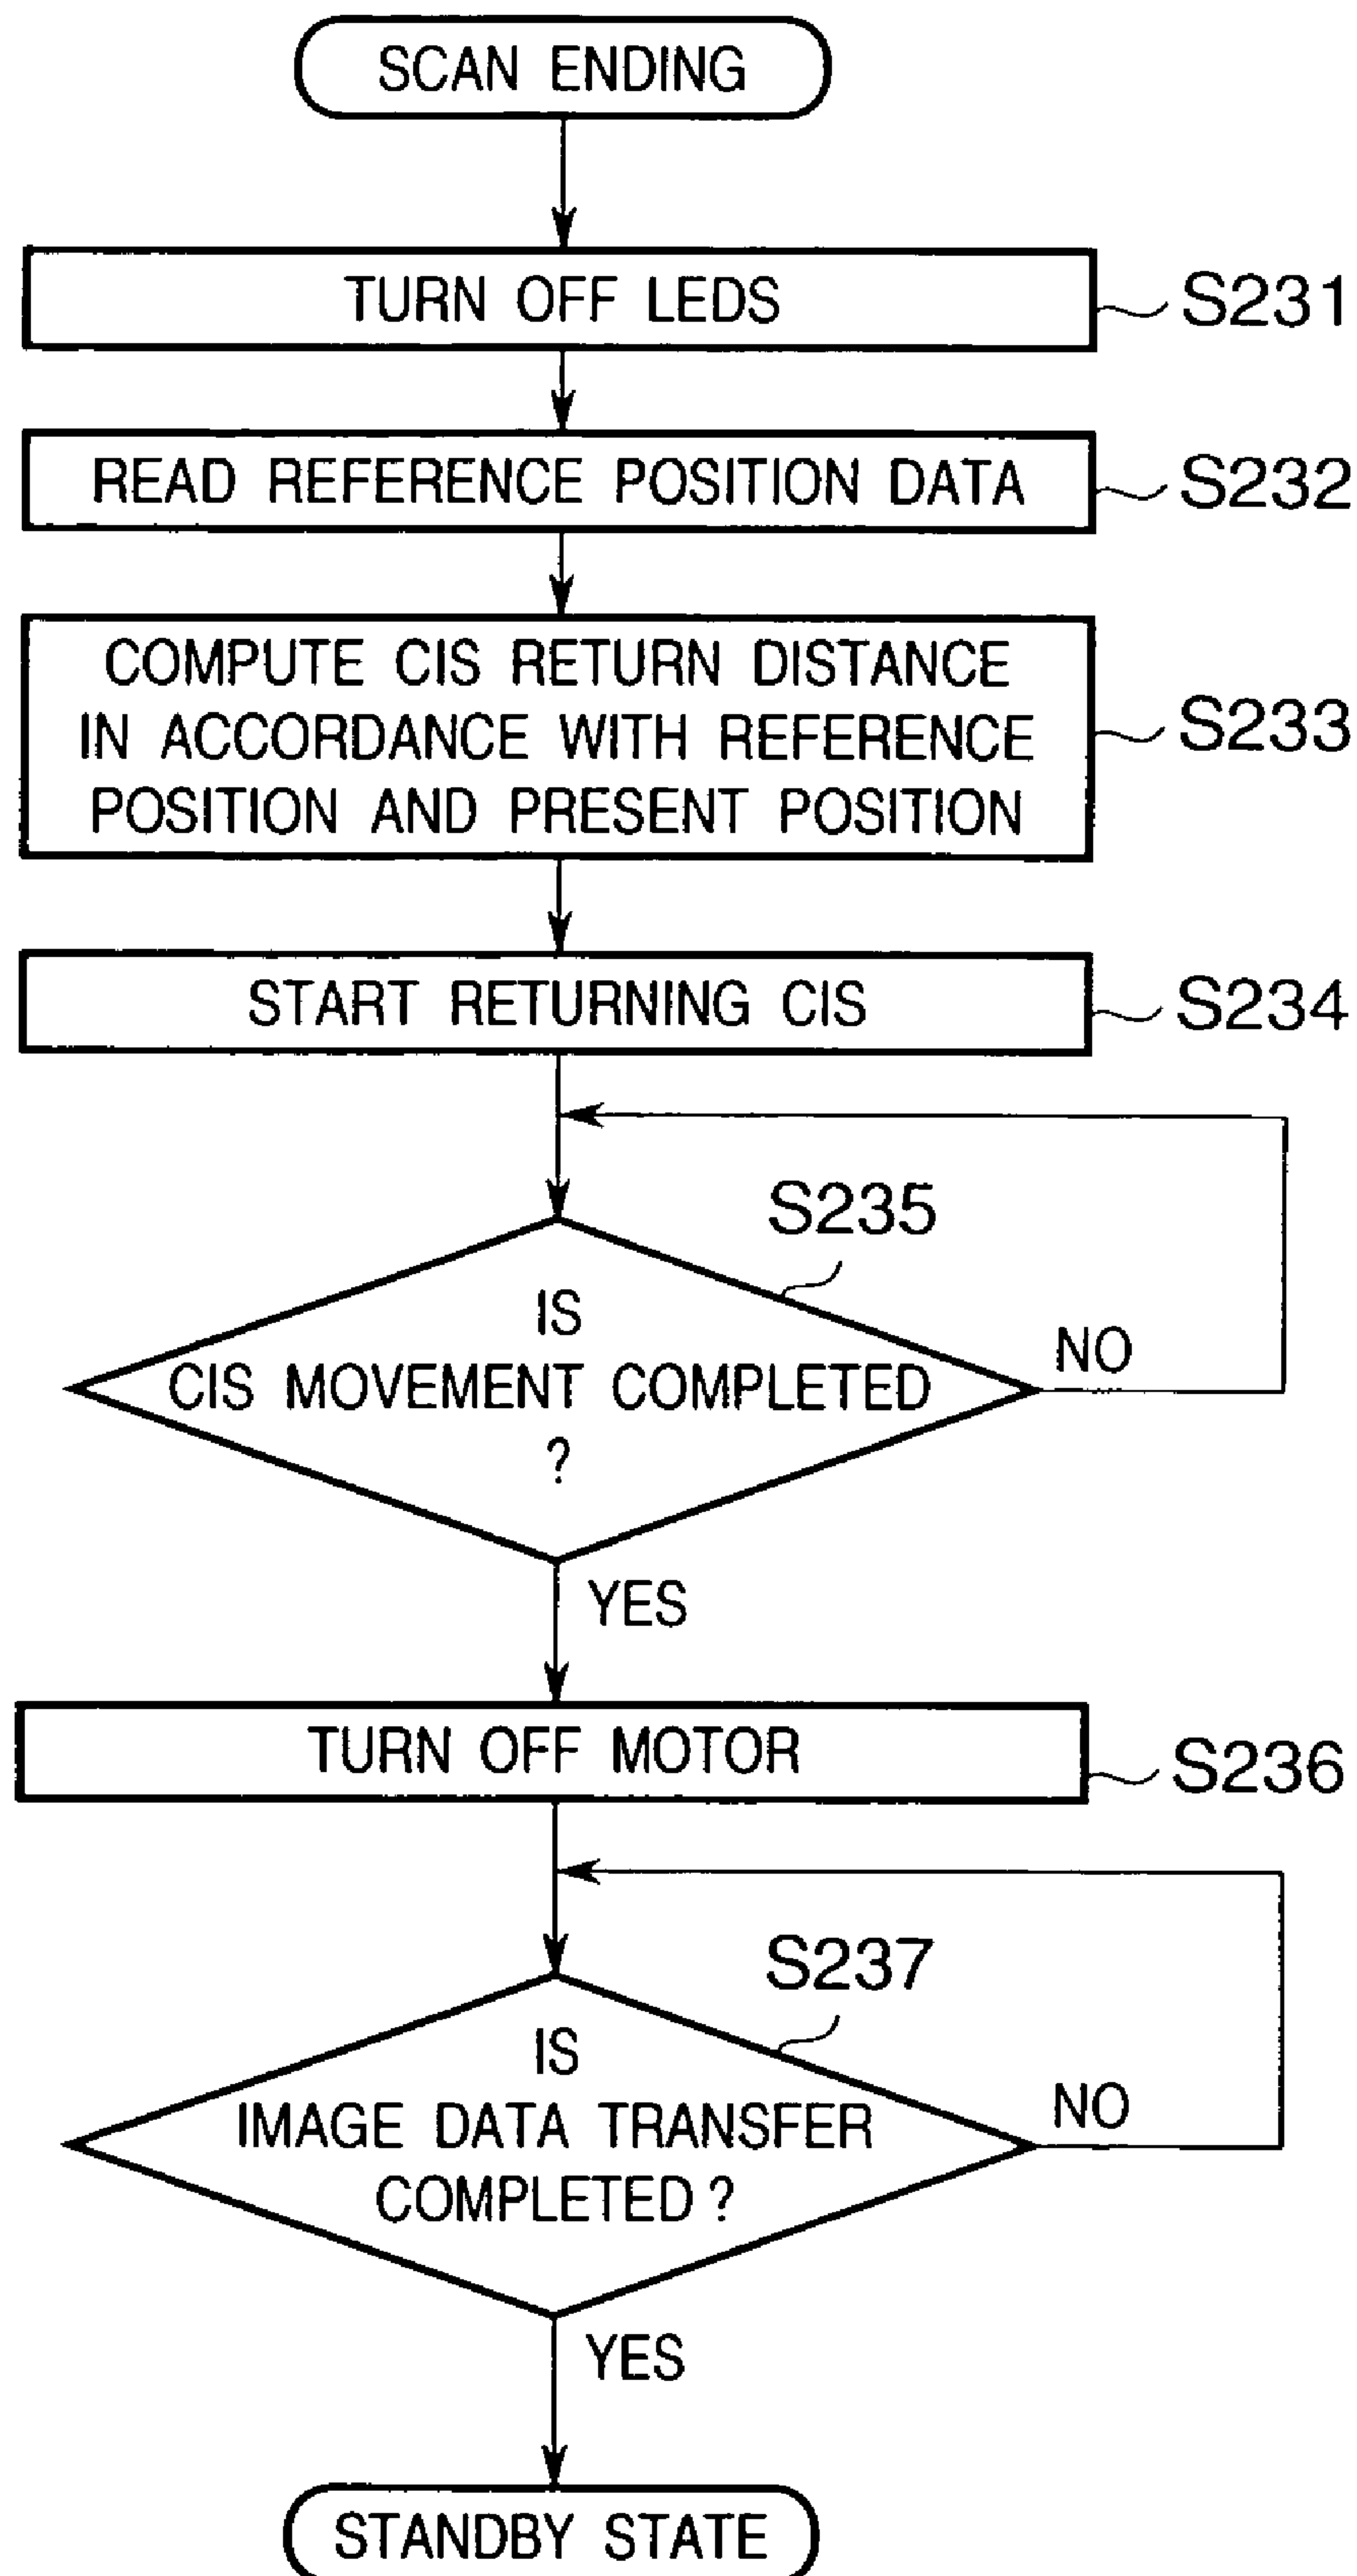 SCAN ENDING
TURN OFF LEDS
S231
READ REFERENCE POSITION DATA
S232
COMPUTE CIS RETURN DISTANCE
IN ACCORDANCE WITH REFERENCE
POSITION AND PRESENT POSITION
S233
START RETURNING CIS
S234
S235
IS
CIS MOVEMENT COMPLETED
?
NO
YES
TURN OFF MOTOR
S236
S237
IS
IMAGE DATA TRANSFER
COMPLETED ?
NO
YES
STANDBY STATE